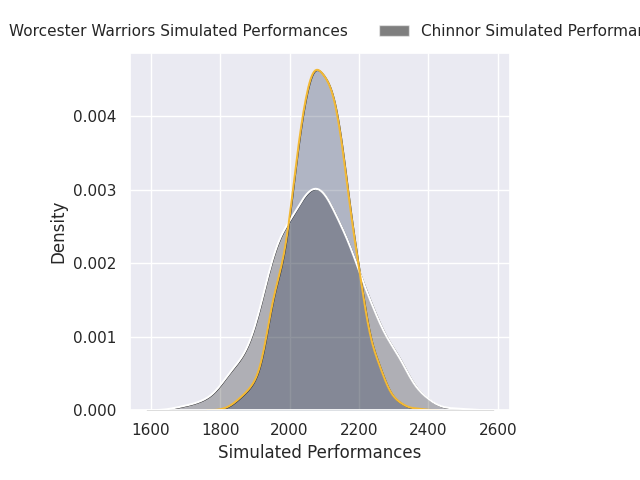 Worcester Warriors Simulated Performances Chinnor Simulated
0.004
0.003
0.002
0.001
0.000
Density
1600 1800 2000 2200 2400 2600
Simulated Performances